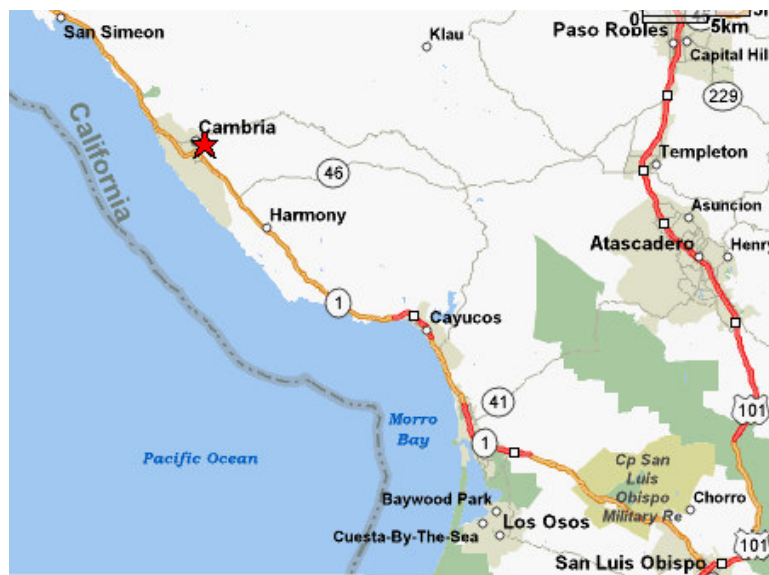 San Simeon
Klau
0
5km
Paso Robles
Capital Hil
229
Cambria
California
46
Templeton
Asuncion
Harmony
Atascadero
Henry
1
Cayucos
41
101
Morro
Bay
1
Pacific Ocean
Cp San
Luis
Obispo
Military Re
Baywood Park
Chorro
Los Osos
Cuesta-By-The-Sea
101
San Luis Obispo